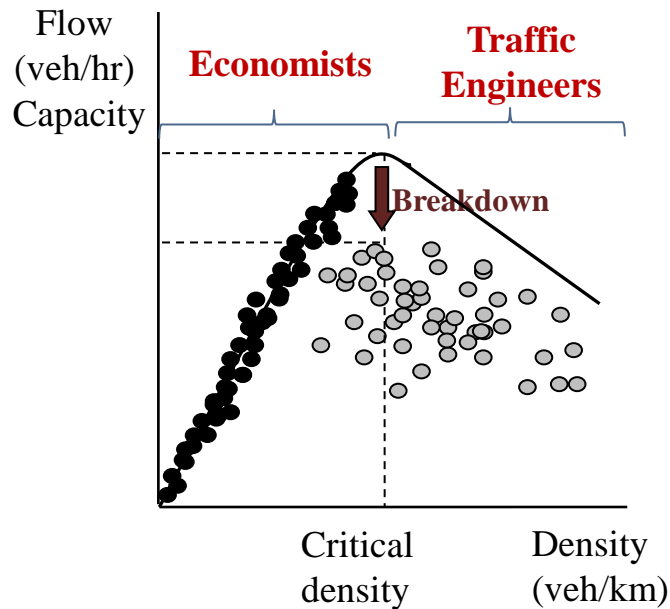 Flow
(veh/hr)
Capacity
Economists
Traffic
Engineers
Breakdown
Critical
density
Density
(veh/km)